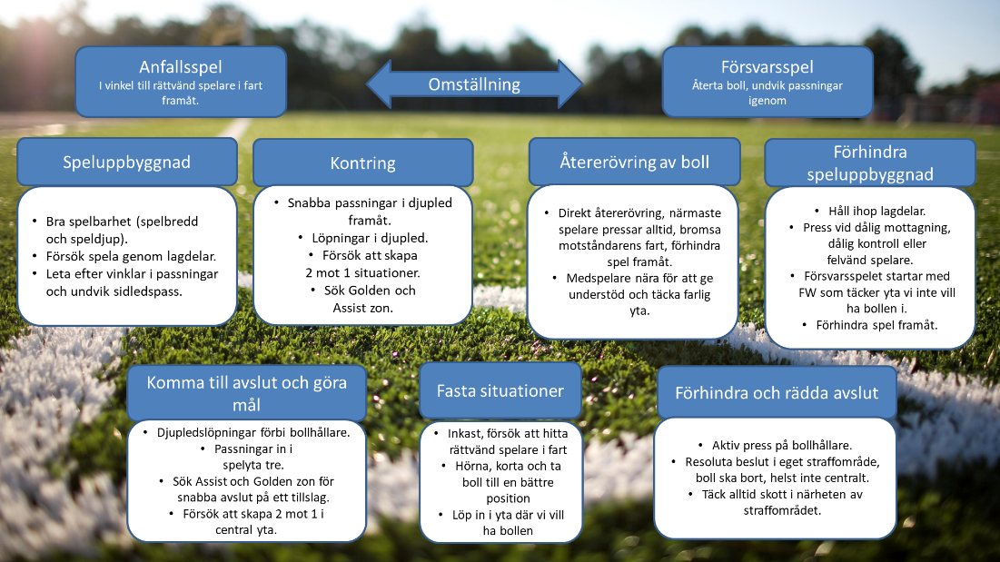 Anfallsspel
I vinkel till rättvänd spelare i fart
framåt.
Omställning
Försvarsspel
Återta boll, undvik passningar
igenom
Speluppbyggnad
• Bra spelbarhet (spelbredd
och speldjup).
• Försök spela genom lagdelar.
• Leta efter vinklar i passningar
och undvik sidledspass.
Kontring
• Snabba passningar i djupled
framåt.
• Löpningar i djupled.
• Försök att skapa
2 mot 1 situationer.
• Sök Golden och
Assist zon.
Återerövring av boll
• Direkt återerövring, närmaste
spelare pressar alltid, bromsa
motståndarens fart, förhindra
spel framåt.
• Medspelare nära för att ge
understöd och täcka farlig
yta.
Förhindra
speluppbyggnad
• Håll ihop lagdelar.
• Press vid dålig mottagning,
dålig kontroll eller
felvänd spelare.
• Försvarsspelet startar med
FW som täcker yta vi inte vill
ha bollen i.
• Förhindra spel framåt.
Komma till avslut och göra
mål
• Djupledslöpningar förbi bollhållare.
• Passningar in i
spelyta tre.
• Sök Assist och Golden zon för
snabba avslut på ett tillslag.
• Försök att skapa 2 mot 1 i
central yta.
Fasta situationer
• Inkast, försök att hitta
rättvänd spelare i fart
• Hörna, korta och ta
boll till en bättre
position
• Löp in i yta där vi vill
ha bollen
Förhindra och rädda avslut
• Aktiv press på bollhållare.
• Resoluta beslut i eget straffområde,
boll ska bort, helst inte centralt.
• Täck alltid skott i närheten av
straffområdet.